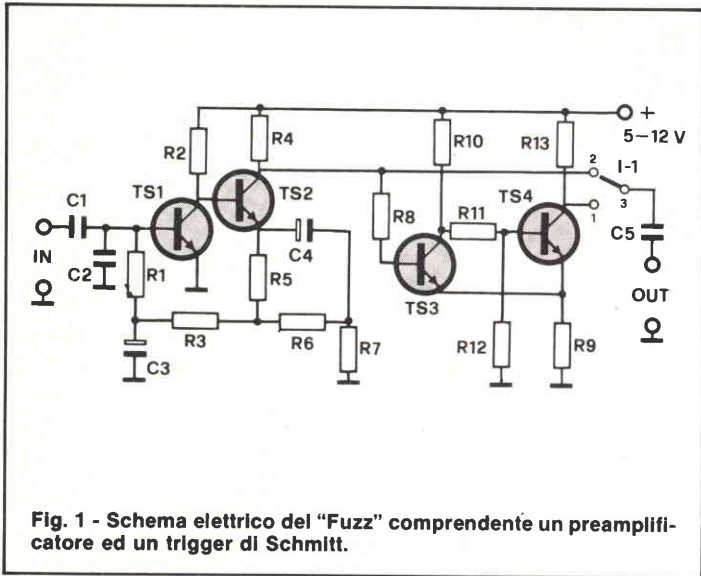 +
5–12 V
R2
R4
R10
R13
TS1
TS2
TS4
2
I-1
3
1
C1
R8
R11
C5
IN
C2
R1
C4
R5
TS3
OUT
R3
R6
R7
R12
R9
C3
Fig. 1 - Schema elettrico del "Fuzz" comprendente un preamplifi-
catore ed un trigger di Schmitt.